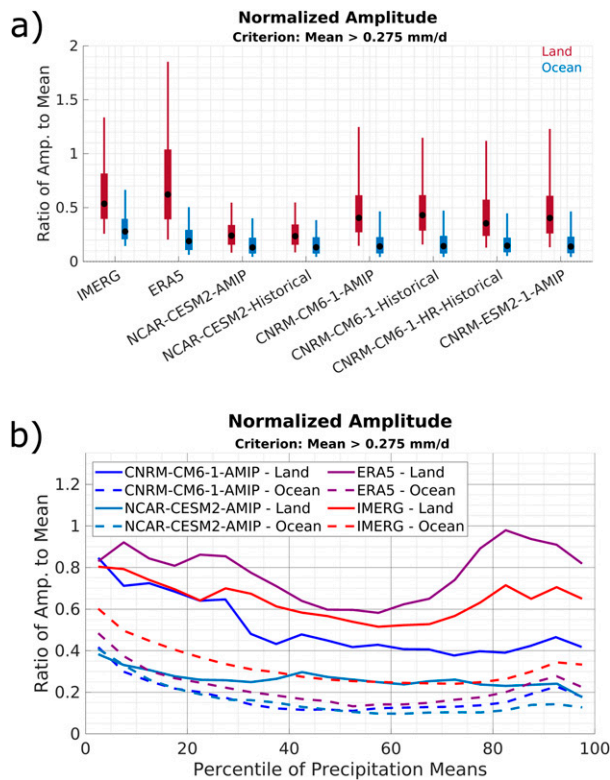 a)
Normalized Amplitude
Criterion: Mean > 0.275 mm/d
Land
Ocean
Ratio of Amp. to Mean
2
1.5
1
0.5
0
IMERG
ERA5
NCAR-CESM2-AMIP
NCAR-CESM2-Historical
CNRM-CM6-1-AMIP
CNRM-CM6-1-Historical
CNRM-CM6-1-HR-Historical
CNRM-ESM2-1-AMIP
b)
Normalized Amplitude
Criterion: Mean > 0.275 mm/d
CNRM-CM6-1-AMIP - Land
CNRM-CM6-1-AMIP - Ocean
NCAR-CESM2-AMIP - Land
NCAR-CESM2-AMIP - Ocean
ERA5 - Land
ERA5 - Ocean
IMERG - Land
IMERG - Ocean
Ratio of Amp. to Mean
1.2
1
0.8
0.6
0.4
0.2
0
0 20 40 60 80 100
Percentile of Precipitation Means